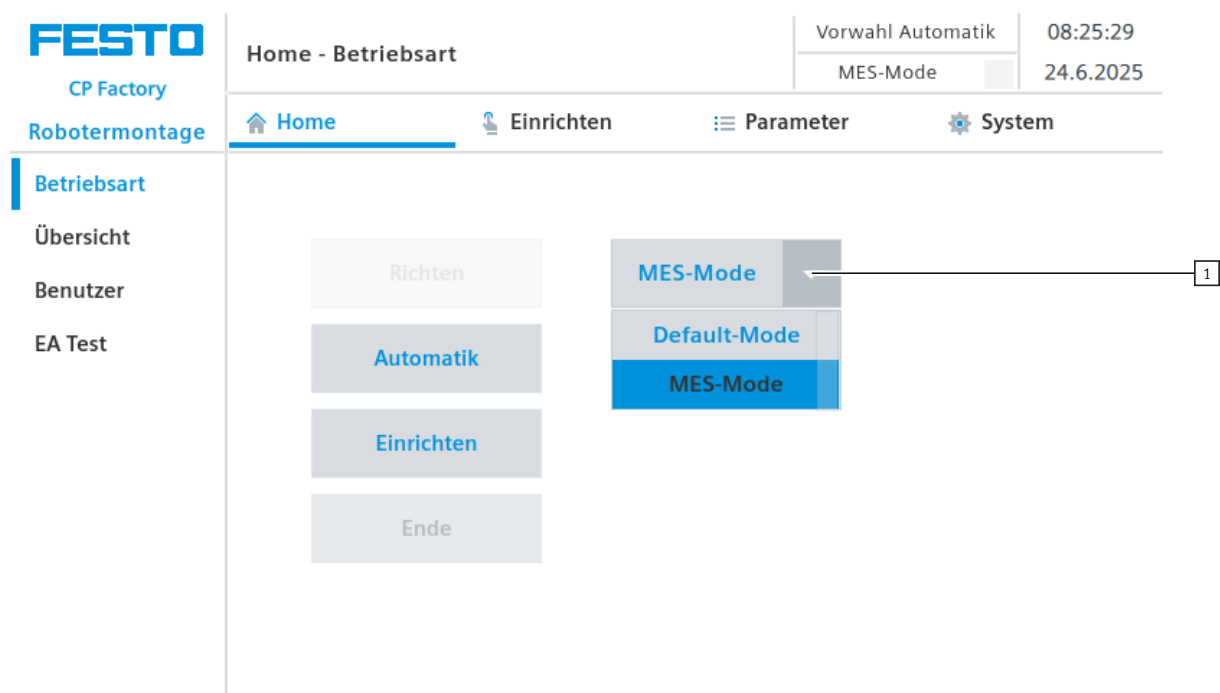 FESTO
CP Factory
Robotermontage
Home - Betriebsart
Vorwahl Automatik
MES-Mode
08:25:29
24.6.2025
Home
Einrichten
Parameter
System
Betriebsart
Übersicht
Benutzer
EA Test
Richten
Automatik
Einrichten
Ende
MES-Mode
Default-Mode
MES-Mode
1